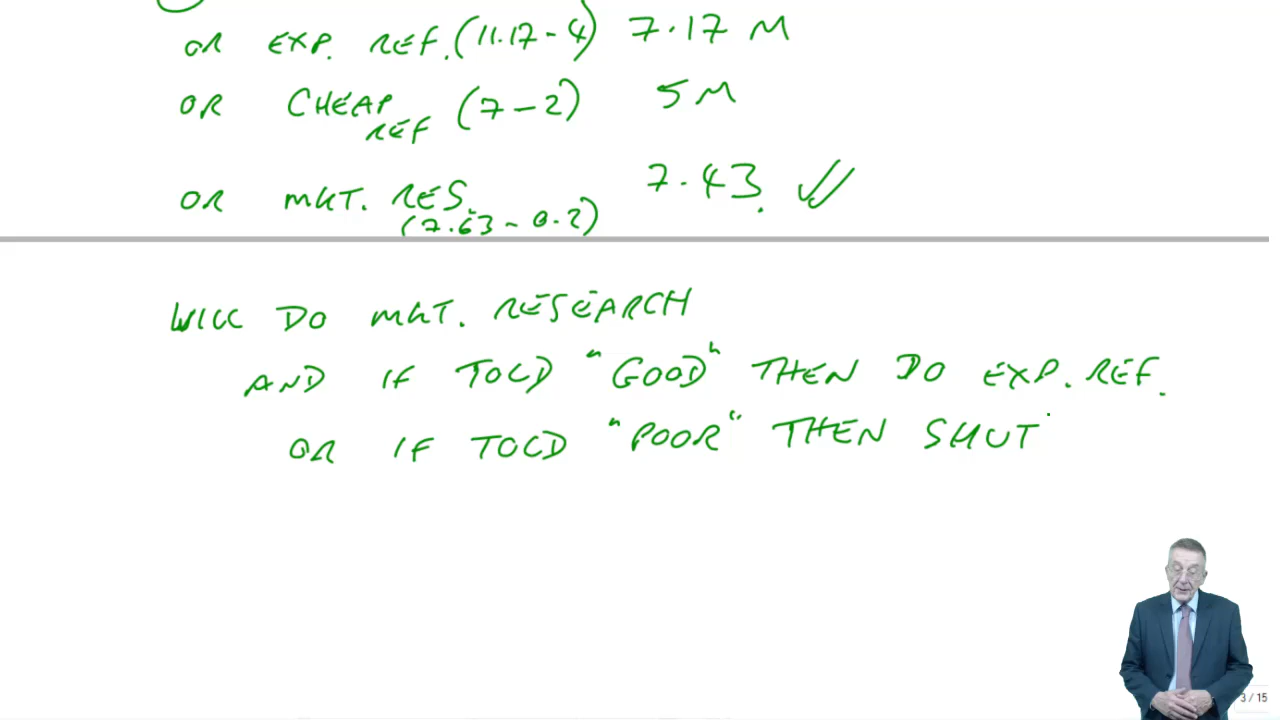 OR EXP. REF. (11.17 - 4) 7.17 M
OR CHEAP REF (7 - 2) 5 M
OR MKT. RES. (7.63 - 0.2) 7.43.
WILL DO MKT. RESEARCH
AND IF TOLD "GOOD" THEN DO EXP. REF.
OR IF TOLD "POOR" THEN SHUT
3 / 15